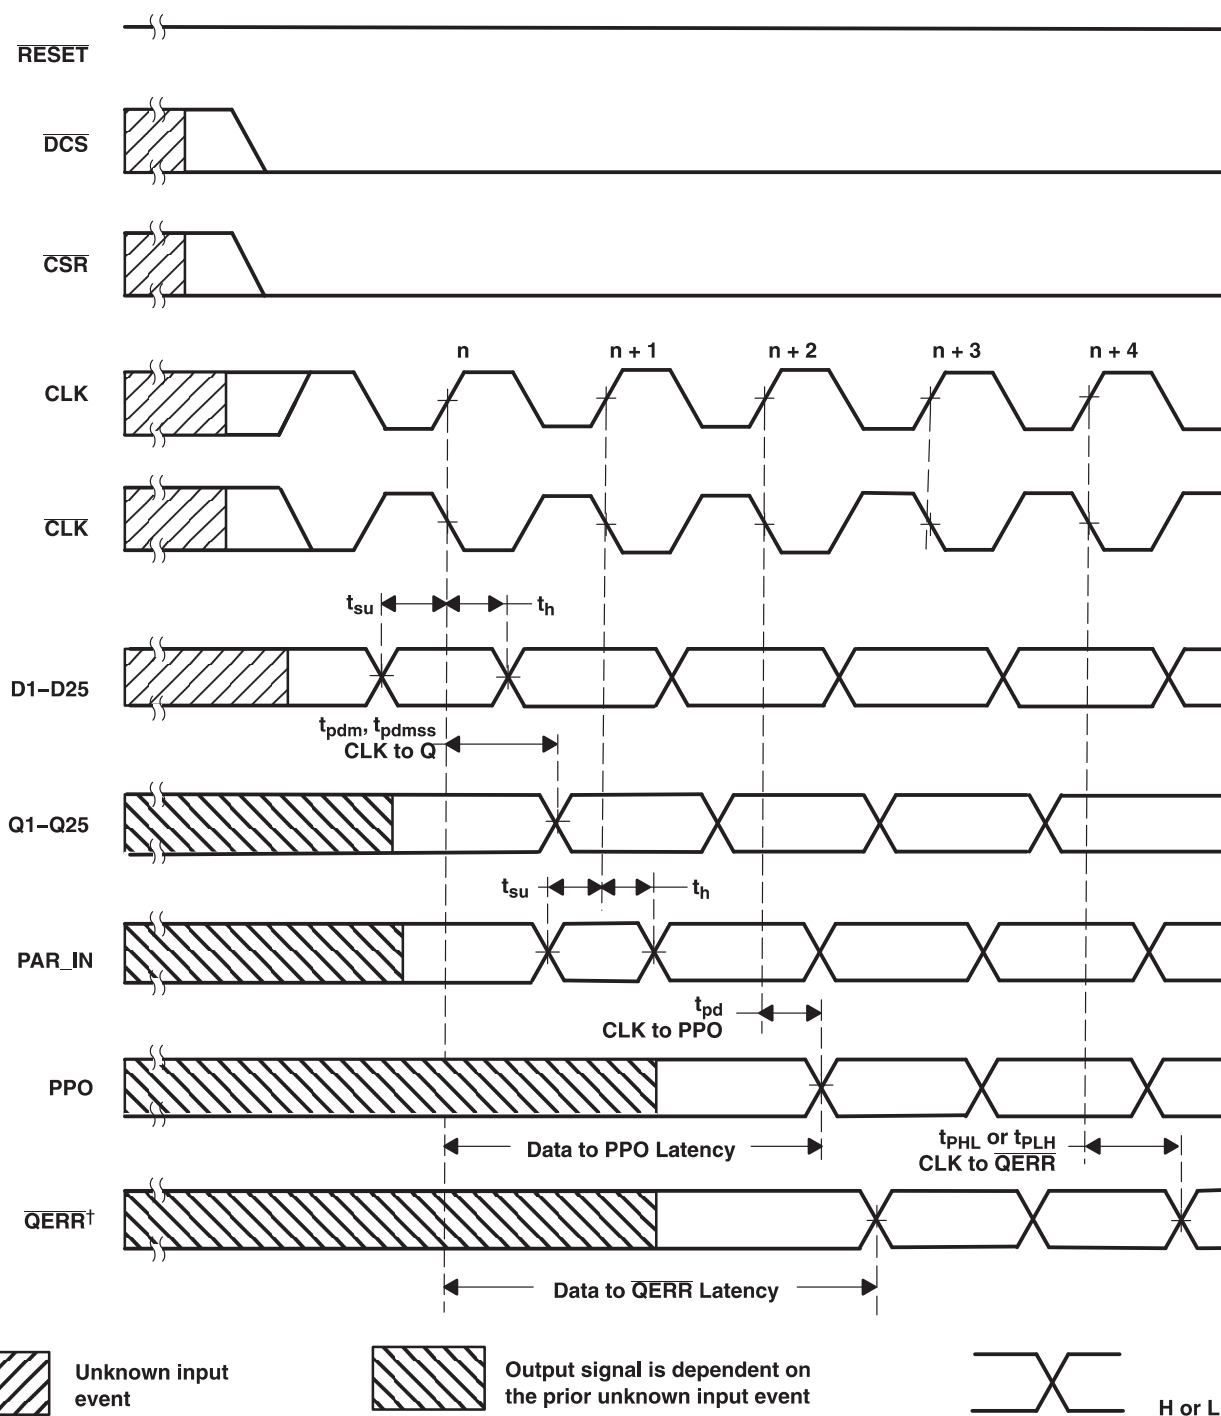 RESET
DCS
CSR
n n + 1 n + 2 n + 3 n + 4
CLK
CLK
tsu th
D1–D25
tpdm, tpdmss
CLK to Q
Q1–Q25
tsu th
PAR_IN
tpd
CLK to PPO
PPO
Data to PPO Latency
tPHL or tPLH
CLK to QERR
QERR†
Data to QERR Latency
Unknown input
event
Output signal is dependent on
the prior unknown input event
H or L